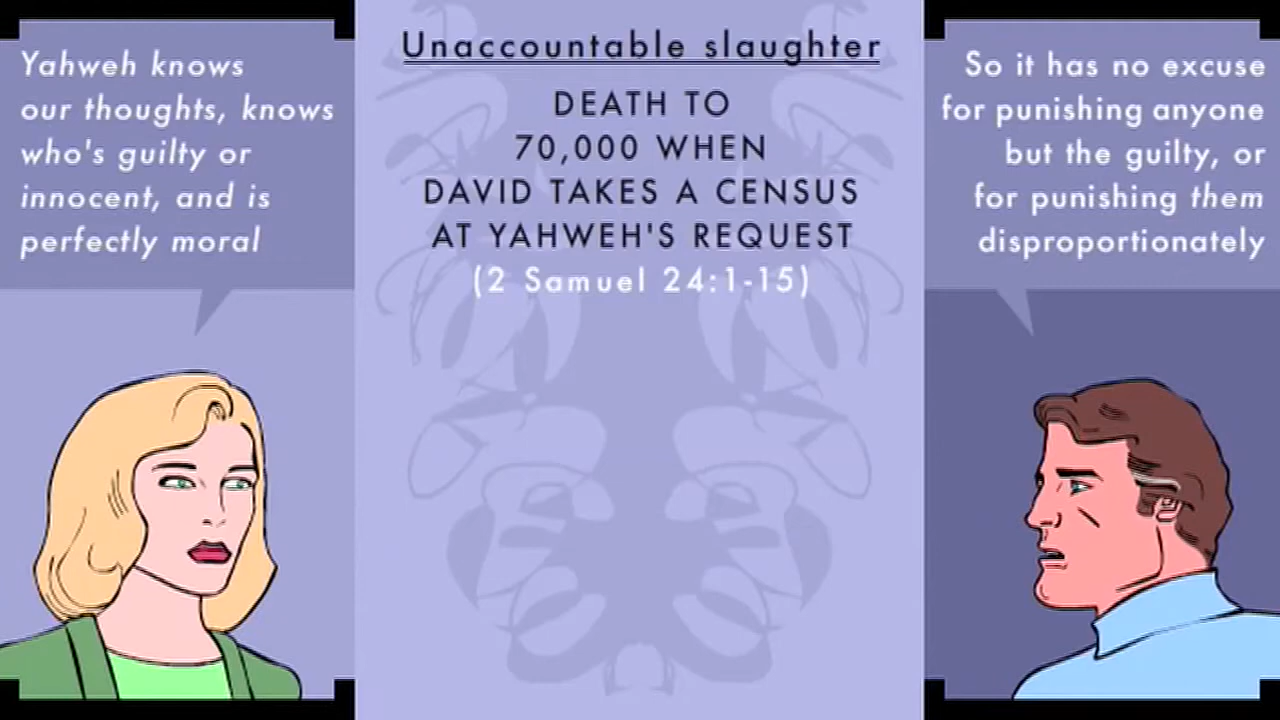 Yahweh knows
our thoughts, knows
who's guilty or
innocent, and is
perfectly moral
Unaccountable slaughter
DEATH TO
70,000 WHEN
DAVID TAKES A CENSUS
AT YAHWEH'S REQUEST
(2 Samuel 24:1-15)
So it has no excuse
for punishing anyone
but the guilty, or
for punishing them
disproportionately